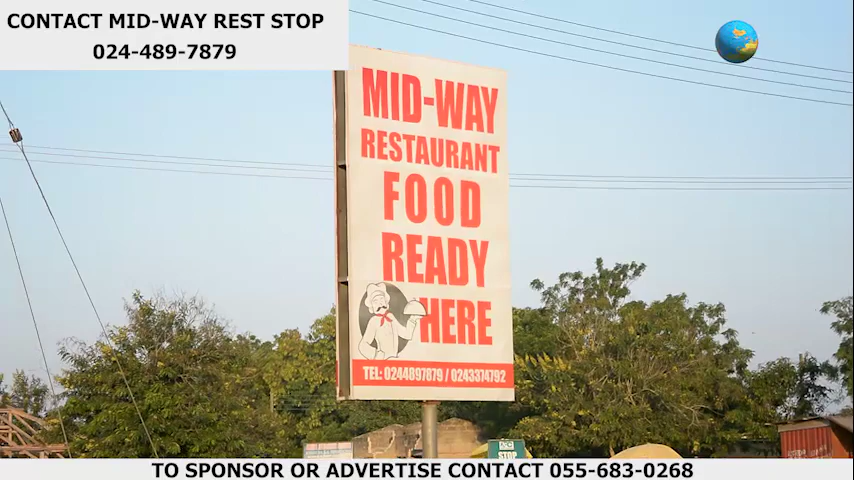 CONTACT MID-WAY REST STOP
024-489-7879
MID-WAY
RESTAURANT
FOOD
READY
HERE
TEL: 0244897879 / 0243374792
STOP
TO SPONSOR OR ADVERTISE CONTACT 055-683-0268